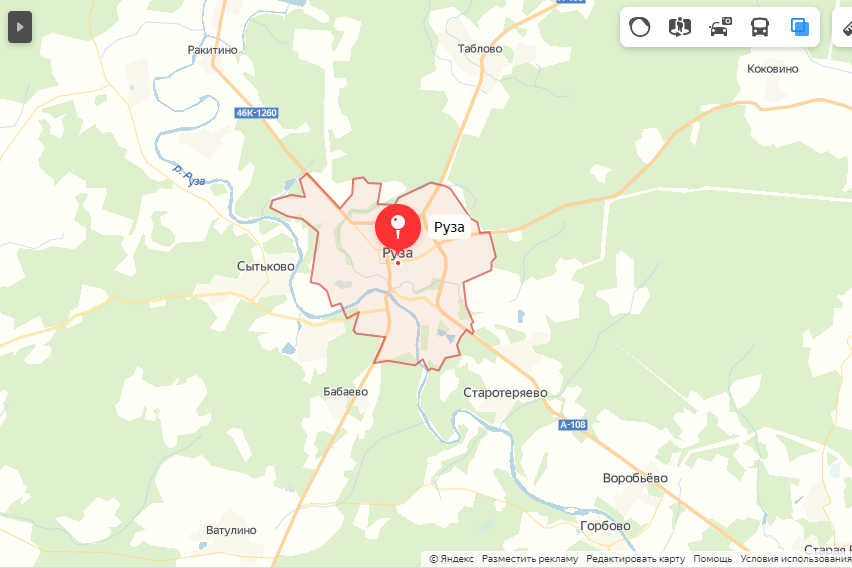 Ракитино
Таблово
Коковино
46К-1260
р. Руза
Руза
Руза
Сытьково
Бабаево
Старотеряево
А-108
Воробьёво
Ватулино
Горбово
Старая
© Яндекс Разместить рекламу Редактировать карту Помощь Условия использования